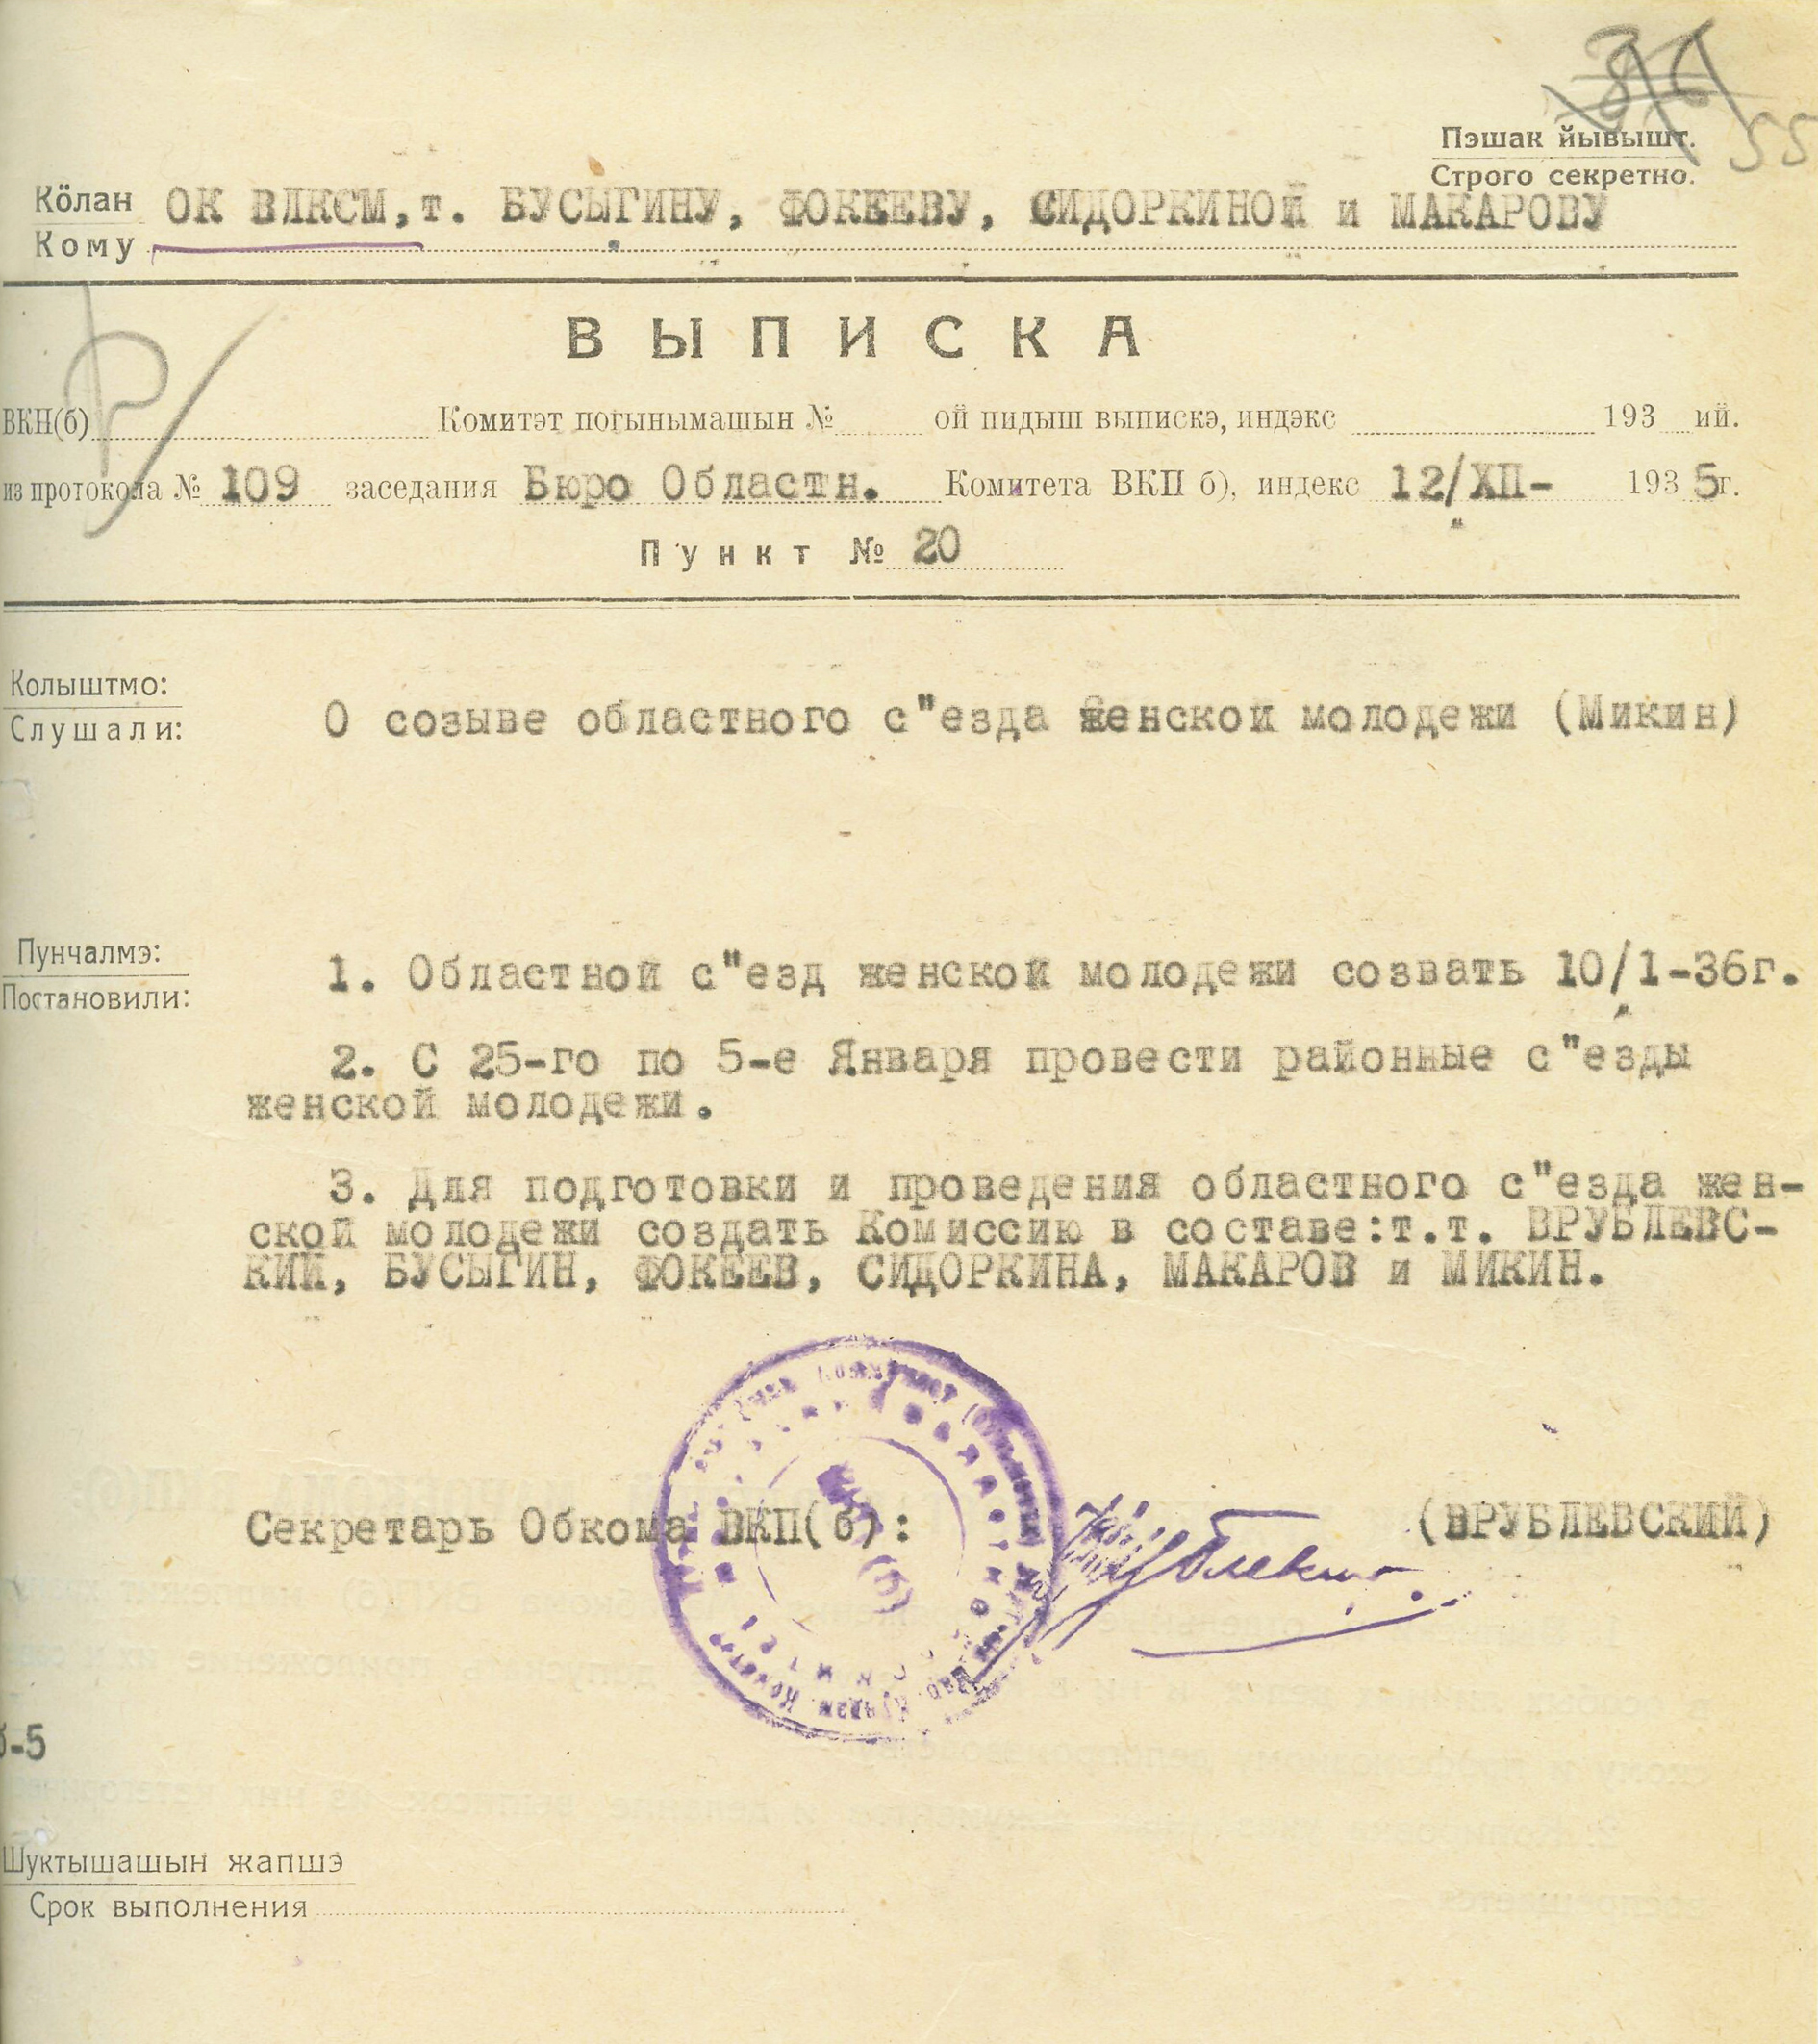 55
Пэшак йывышт.
Строго секретно.
Кӧлан
Кому
ОК ВЛКСМ, т. БУСЫГИНУ, ФОКЕЕВУ, СИДОРКИНОЙ и МАКАРОВУ
ВЫПИСКА
ВКП(б) Комитэт погынымашын № ой пидыш выпискэ, индэкс 193 ий.
из протокола № 109 заседания Бюро Областн. Комитета ВКП б), индекс 12/XII- 1935г.
Пункт № 20
Колыштмо:
Слушали:
О созыве областного с"езда женской молодежи (Микин)
Пунчалмэ:
Постановили:
1. Областной с"езд женской молодежи созвать 10/1-36г.
2. С 25-го по 5-е Января провести районные с"езды
женской молодежи.
3. Для подготовки и проведения областного с"езда жен-
ской молодежи создать Комиссию в составе:т.т. ВРУБЛЕВС-
КИЙ, БУСЫГИН, ФОКЕЕВ, СИДОРКИНА, МАКАРОВ и МИКИН.
Секретарь Обкома ВКП(б): (ВРУБЛЕВСКИЙ)
-5
Шуктышашын жапшэ
Срок выполнения